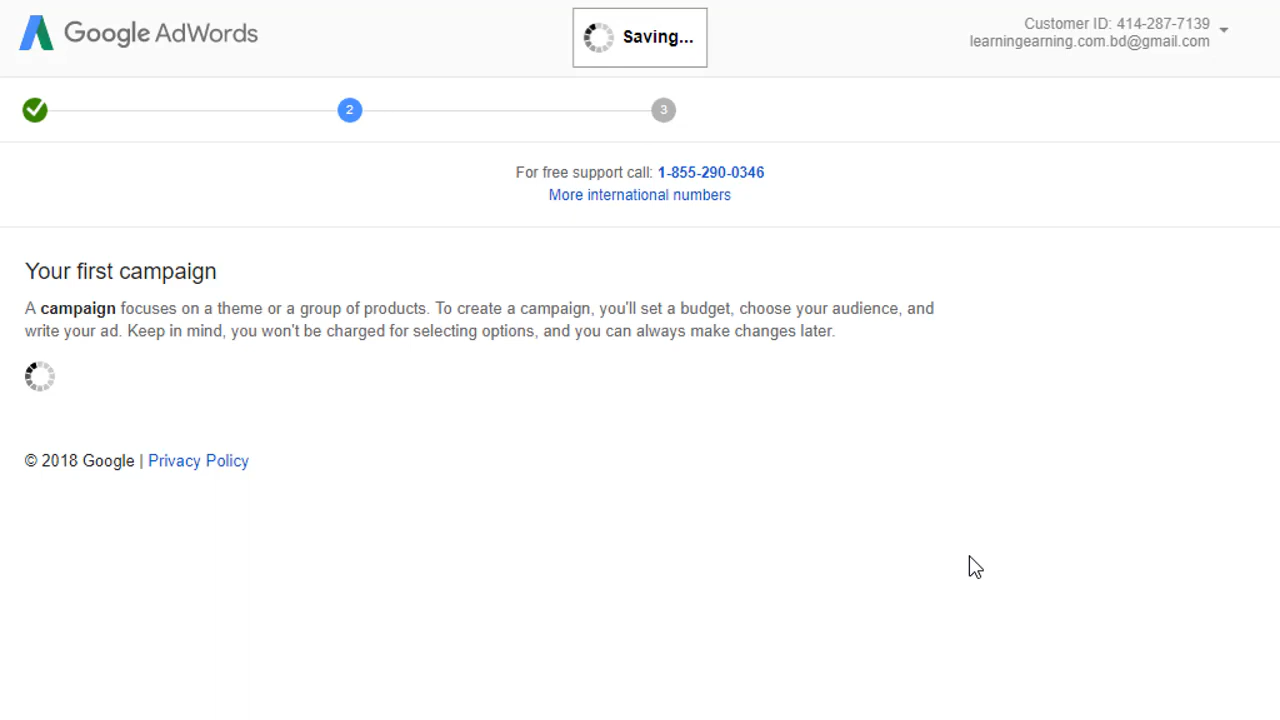 Google AdWords
Saving...
Customer ID: 414-287-7139
learningearning.com.bd@gmail.com
2
3
For free support call: 1-855-290-0346
More international numbers
Your first campaign
A campaign focuses on a theme or a group of products. To create a campaign, you'll set a budget, choose your audience, and
write your ad. Keep in mind, you won't be charged for selecting options, and you can always make changes later.
© 2018 Google | Privacy Policy